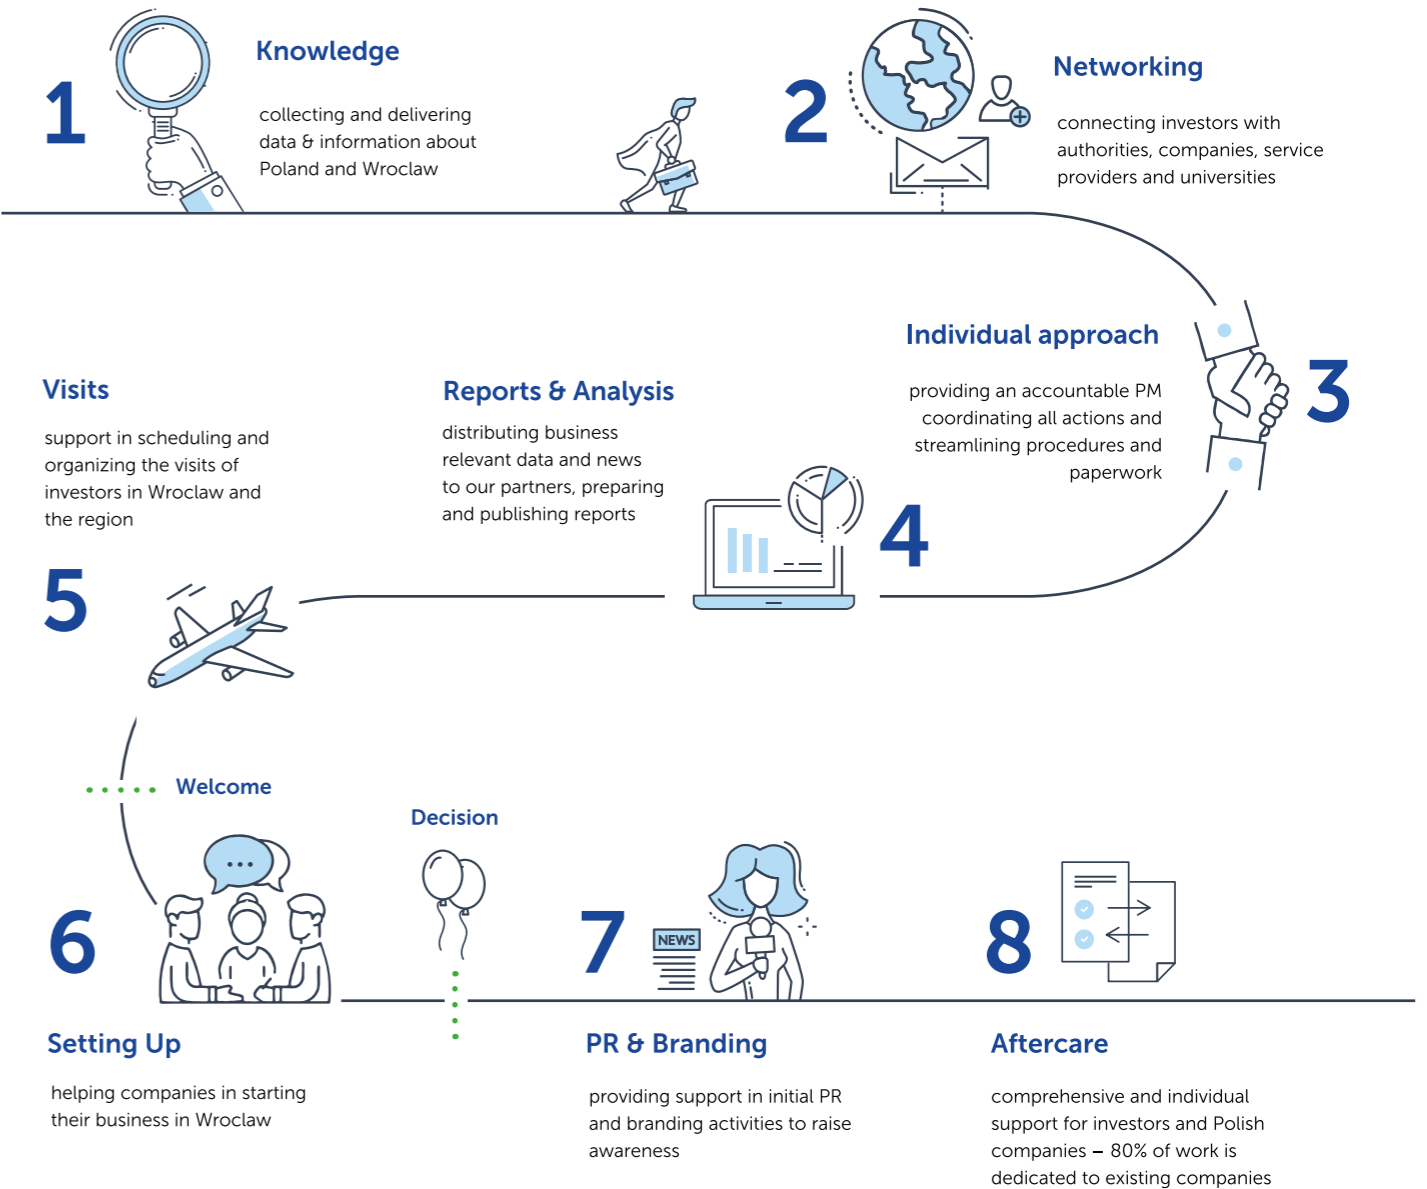 1
Knowledge
collecting and delivering
data & information about
Poland and Wroclaw
2
Networking
connecting investors with
authorities, companies, service
providers and universities
3
Individual approach
providing an accountable PM
coordinating all actions and
streamlining procedures and
paperwork
4
Reports & Analysis
distributing business
relevant data and news
to our partners, preparing
and publishing reports
5
Visits
support in scheduling and
organizing the visits of
investors in Wroclaw and
the region
Welcome
6
Setting Up
helping companies in starting
their business in Wroclaw
Decision
7
NEWS
PR & Branding
providing support in initial PR
and branding activities to raise
awareness
8
Aftercare
comprehensive and individual
support for investors and Polish
companies – 80% of work is
dedicated to existing companies